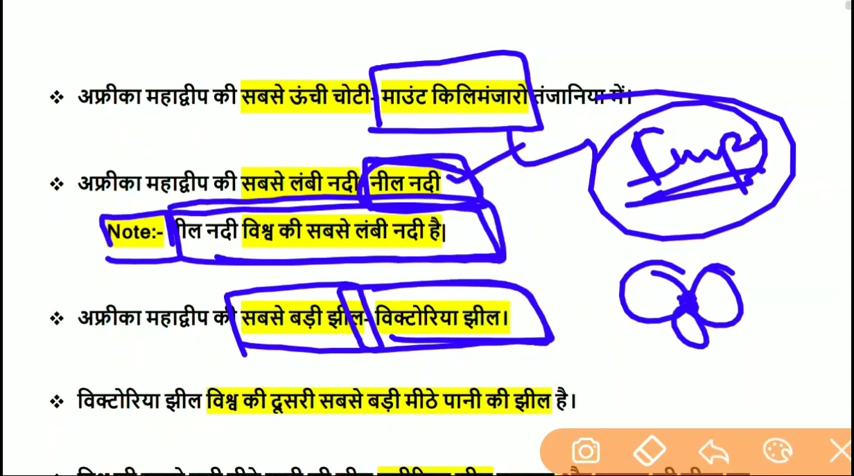 ❖ अफ्रीका महाद्वीप की सबसे ऊंची चोटी- माउंट किलिमंजारो तंजानिया में।
Imp
❖ अफ्रीका महाद्वीप की सबसे लंबी नदी नील नदी
Note:- नील नदी विश्व की सबसे लंबी नदी है|
❖ अफ्रीका महाद्वीप की सबसे बड़ी झील- विक्टोरिया झील।
❖ विक्टोरिया झील विश्व की दूसरी सबसे बड़ी मीठे पानी की झील है।